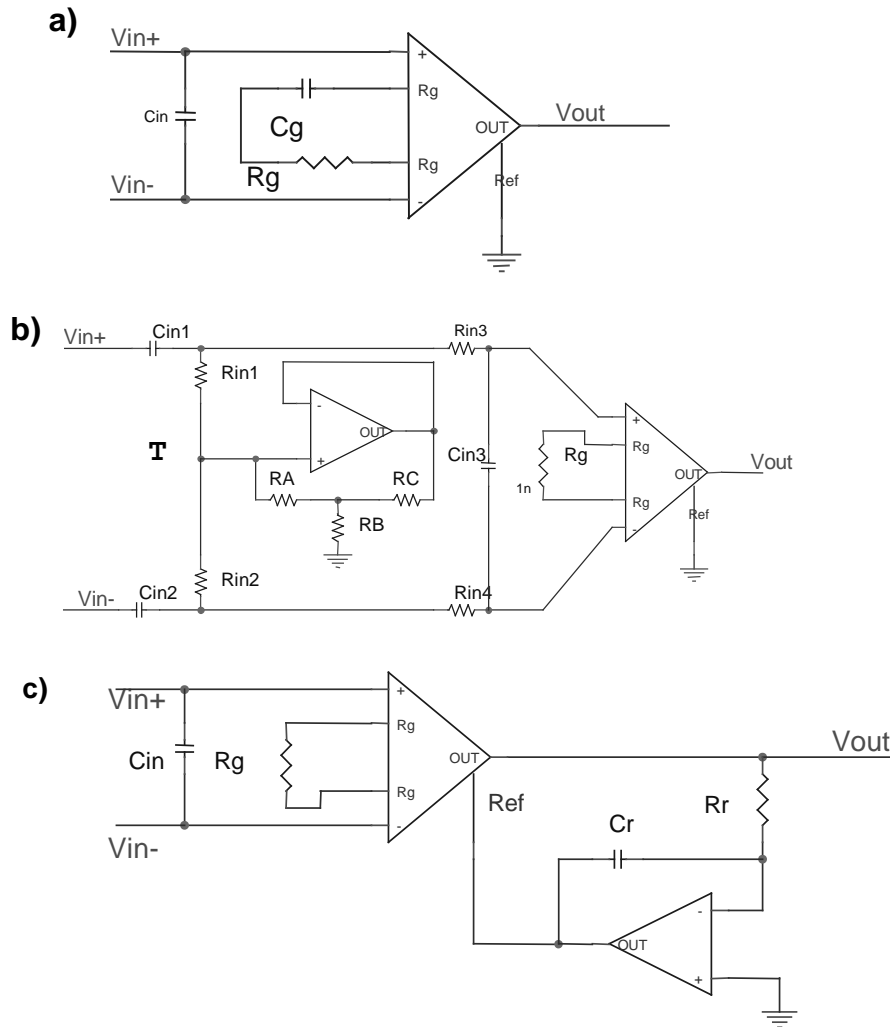 a)
Vin+
+
Cin
Rg
Cg
OUT
Vout
Rg
Rg
Ref
Vin-
-
b)
Vin+
Cin1
Rin3
Rin1
-
OUT
+
T
Cin3
RA
RC
RB
+
Rg
Rg
1n
OUT
Vout
Rg
Ref
-
Rin2
Vin-
Cin2
Rin4
c)
Vin+
+
Rg
Cin
Rg
OUT
Vout
Rg
Ref
Rr
Cr
-
Vin-
-
OUT
+